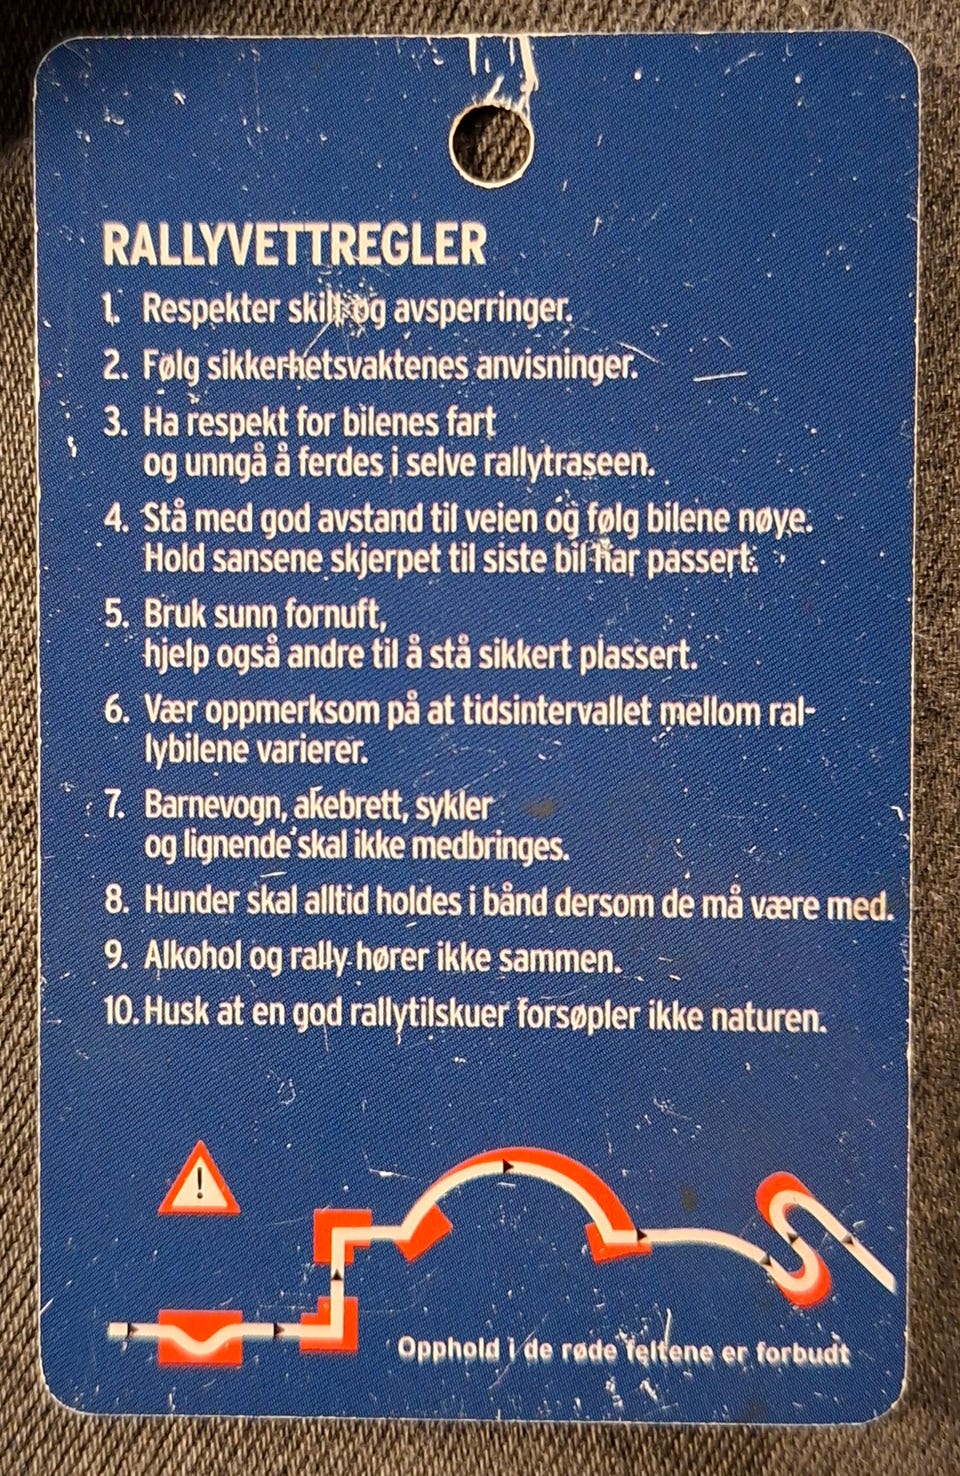 RALLYVETTREGLER
1. Respekter skilt og avsperringer.
2. Følg sikkerhetsvaktenes anvisninger.
3. Ha respekt for bilenes fart
og unngå å ferdes i selve rallytraseen.
4. Stå med god avstand til veien og følg bilene nøye.
Hold sansene skjerpet til siste bil har passert.
5. Bruk sunn fornuft,
hjelp også andre til å stå sikkert plassert.
6. Vær oppmerksom på at tidsintervallet mellom ral-
lybilene varierer.
7. Barnevogn, akebrett, sykler
og lignende skal ikke medbringes.
8. Hunder skal alltid holdes i bånd dersom de må være med.
9. Alkohol og rally hører ikke sammen.
10. Husk at en god rallytilskuer forsøpler ikke naturen.
!
Opphold i de røde feltene er forbudt